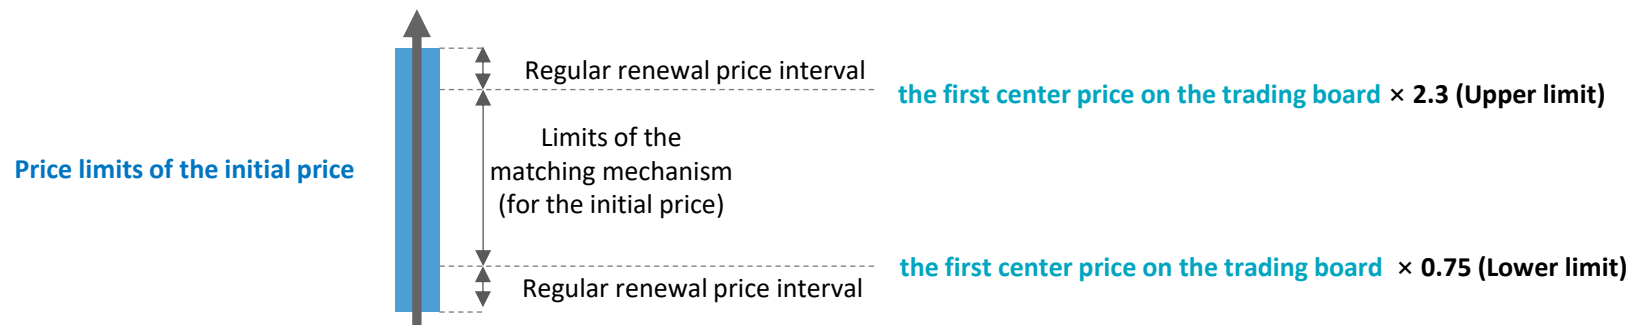 Regular renewal price interval
the first center price on the trading board × 2.3 (Upper limit)
Limits of the
matching mechanism
(for the initial price)
Price limits of the initial price
the first center price on the trading board × 0.75 (Lower limit)
Regular renewal price interval